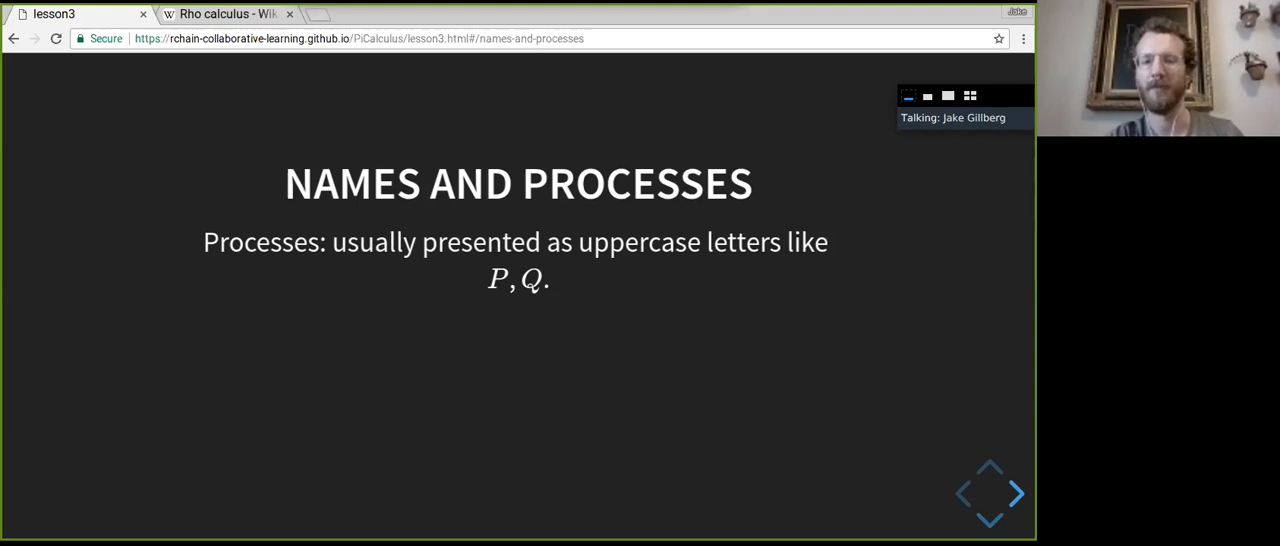 lesson3
Rho calculus - Wik
Jake
Secure
https://rchain-collaborative-learning.github.io/PiCalculus/lesson3.html#/names-and-processes
Talking: Jake Gillberg
NAMES AND PROCESSES
Processes: usually presented as uppercase letters like
P, Q.